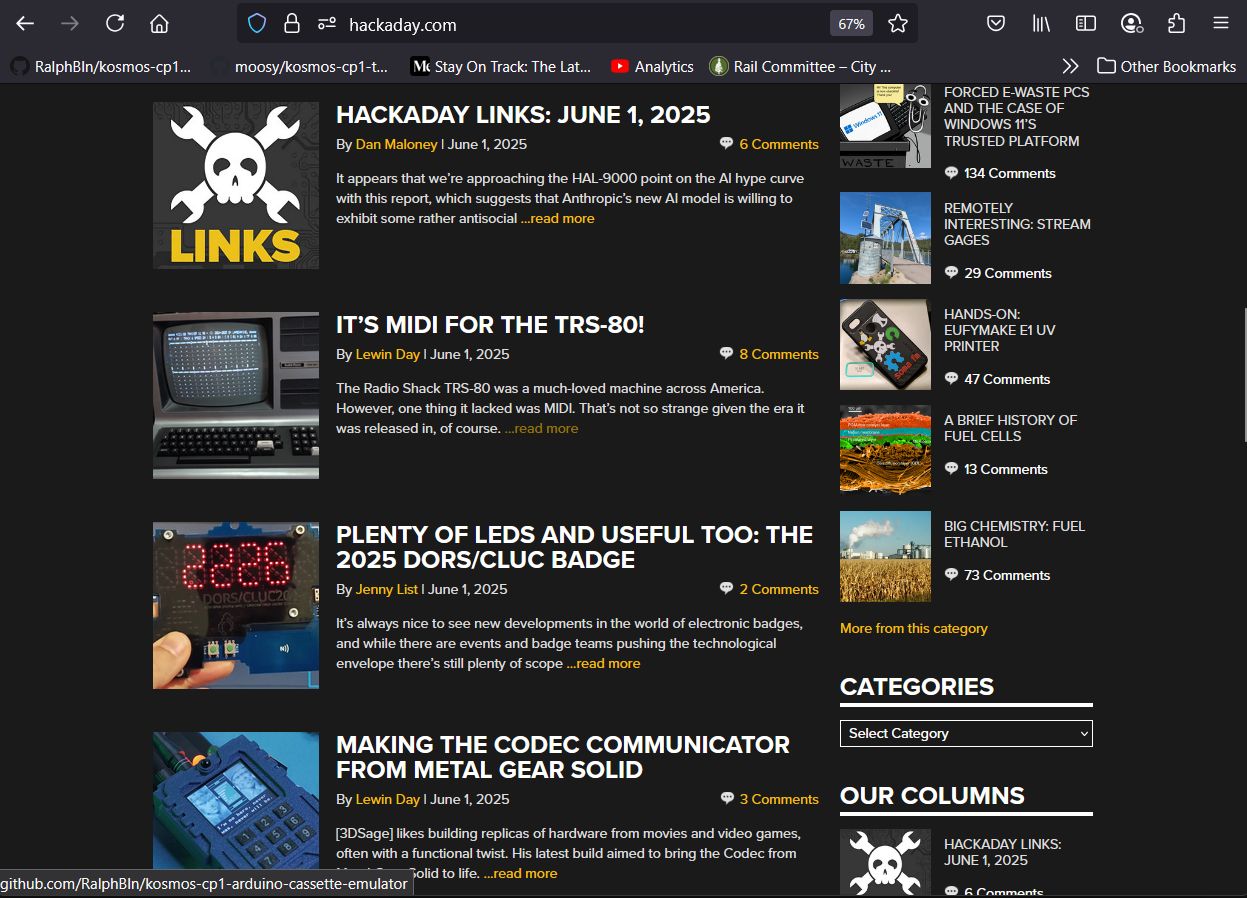 hackaday.com
67%
RalphBln/kosmos-cp1...
moosy/kosmos-cp1-t...
Stay On Track: The Lat...
Analytics
Rail Committee – City ...
Other Bookmarks
LINKS
HACKADAY LINKS: JUNE 1, 2025
By Dan Maloney | June 1, 2025
6 Comments
It appears that we’re approaching the HAL-9000 point on the AI hype curve
with this report, which suggests that Anthropic’s new AI model is willing to
exhibit some rather antisocial ...read more
IT’S MIDI FOR THE TRS-80!
By Lewin Day | June 1, 2025
8 Comments
The Radio Shack TRS-80 was a much-loved machine across America.
However, one thing it lacked was MIDI. That’s not so strange given the era it
was released in, of course. ...read more
2226
DORS/CLUC
PLENTY OF LEDS AND USEFUL TOO: THE
2025 DORS/CLUC BADGE
By Jenny List | June 1, 2025
2 Comments
It’s always nice to see new developments in the world of electronic badges,
and while there are events and badge teams pushing the technological
envelope there’s still plenty of scope ...read more
MAKING THE CODEC COMMUNICATOR
FROM METAL GEAR SOLID
By Lewin Day | June 1, 2025
3 Comments
[3DSage] likes building replicas of hardware from movies and video games,
often with a functional twist. His latest build aimed to bring the Codec from
Solid to life. ...read more
github.com/RalphBln/kosmos-cp1-arduino-cassette-emulator
Windows 11
WASTE
FORCED E-WASTE PCS
AND THE CASE OF
WINDOWS 11’S
TRUSTED PLATFORM
134 Comments
REMOTELY
INTERESTING: STREAM
GAGES
29 Comments
HANDS-ON:
EUFYMAKE E1 UV
PRINTER
47 Comments
A BRIEF HISTORY OF
FUEL CELLS
13 Comments
BIG CHEMISTRY: FUEL
ETHANOL
73 Comments
More from this category
CATEGORIES
Select Category
OUR COLUMNS
HACKADAY LINKS:
JUNE 1, 2025
6 Comments